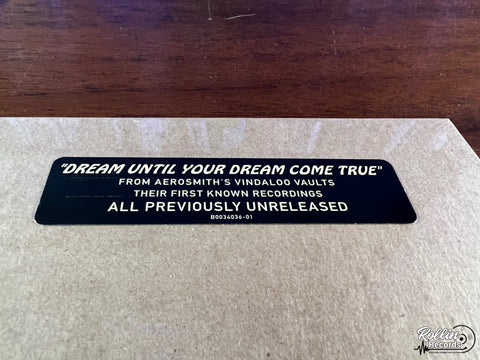 "DREAM UNTIL YOUR DREAM COME TRUE"
FROM AEROSMITH'S VINDALOO VAULTS
THEIR FIRST KNOWN RECORDINGS
ALL PREVIOUSLY UNRELEASED
B0034036-01
Rollin'
Records